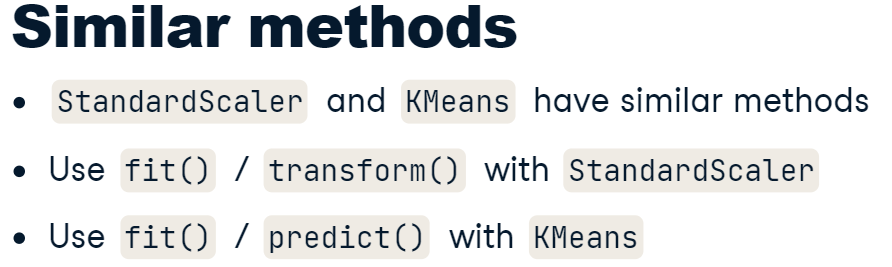 Similar methods
• StandardScaler and KMeans have similar methods
• Use fit() / transform() with StandardScaler
• Use fit() / predict() with KMeans